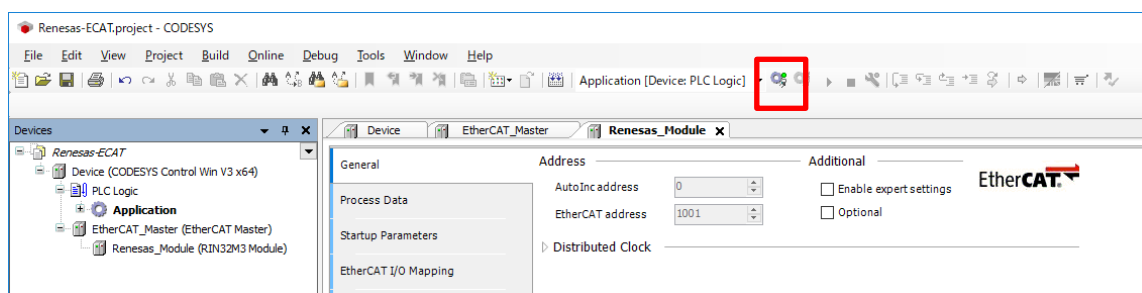 Renesas-ECAT.project - CODESYS
File Edit View Project Build Online Debug Tools Window Help
Application [Device: PLC Logic]
Devices
Device
EtherCAT_Master
Renesas_Module
Renesas-ECAT
Device (CODESYS Control Win V3 x64)
PLC Logic
Application
EtherCAT_Master (EtherCAT Master)
Renesas_Module (RIN32M3 Module)
General
Process Data
Startup Parameters
EtherCAT I/O Mapping
Address
AutoInc address 0
EtherCAT address 1001
Distributed Clock
Additional
Enable expert settings
Optional
EtherCAT.